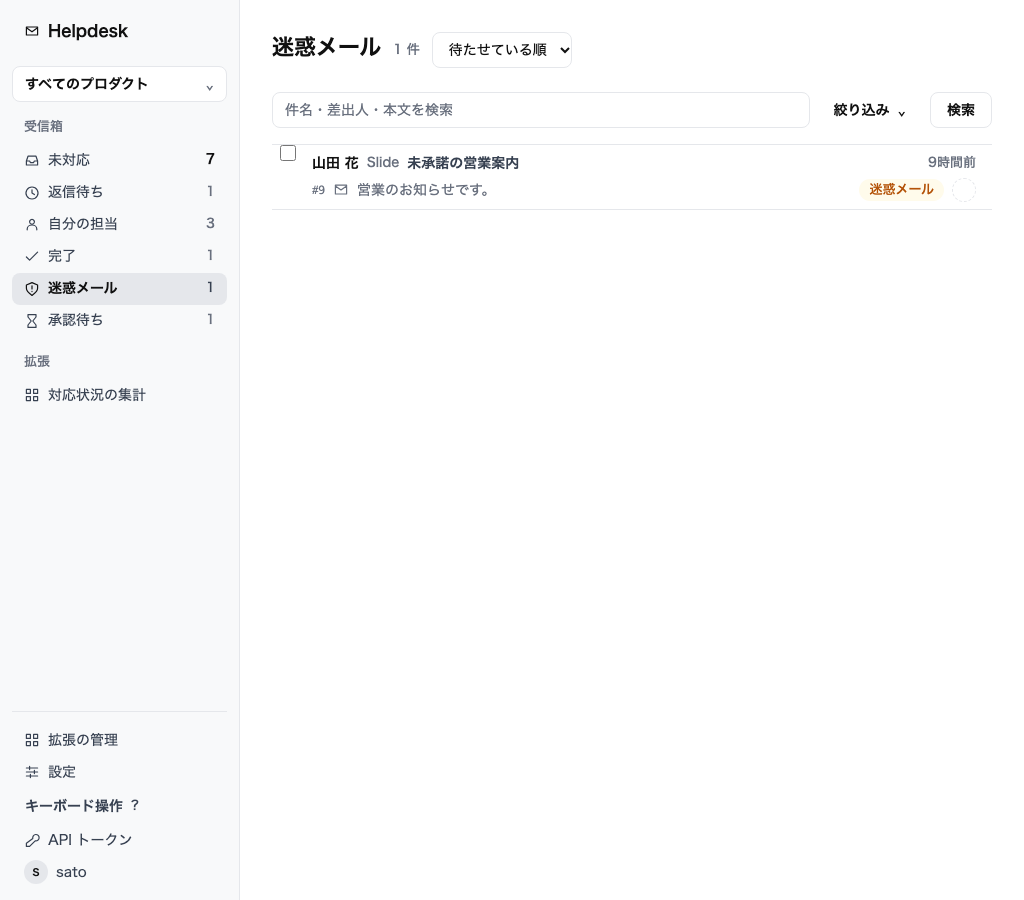 Helpdesk
すべてのプロダクト
受信箱
未対応 7
返信待ち 1
自分の担当 3
完了 1
迷惑メール 1
承認待ち 1
拡張
対応状況の集計
拡張の管理
設定
キーボード操作 ?
API トークン
S sato
迷惑メール 1 件 待たせている順
件名・差出人・本文を検索 絞り込み 検索
山田 花 Slide 未承諾の営業案内 9時間前
#9 営業のお知らせです。 迷惑メール